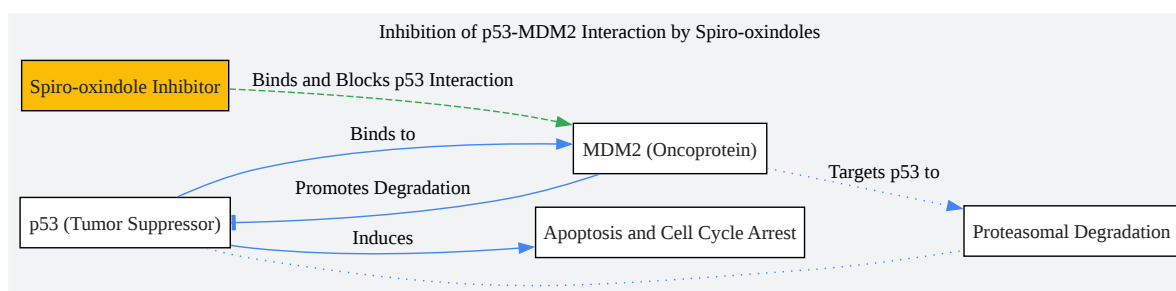 Inhibition of p53-MDM2 Interaction by Spiro-oxindoles
Spiro-oxindole Inhibitor
Binds and Blocks p53 Interaction
Binds to
MDM2 (Oncoprotein)
Promotes Degradation
Targets p53 to
p53 (Tumor Suppressor)
Induces
Apoptosis and Cell Cycle Arrest
Proteasomal Degradation